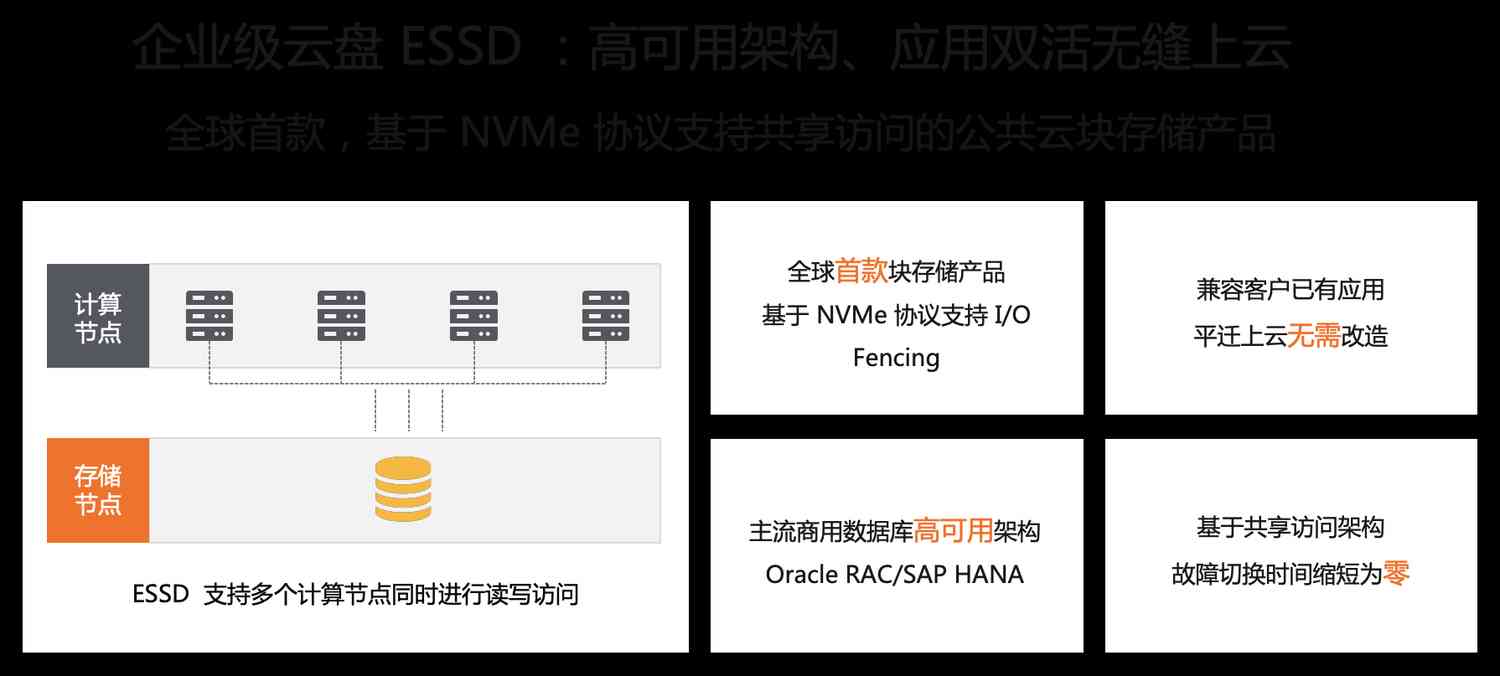 企业级云盘 ESSD ：高可用架构、应用双活无缝上云
全球首款，基于 NVMe 协议支持共享访问的公共云块存储产品
计算
节点
存储
节点
ESSD 支持多个计算节点同时进行读写访问
全球首款块存储产品
基于 NVMe 协议支持 I/O
Fencing
兼容客户已有应用
平迁上云无需改造
主流商用数据库高可用架构
Oracle RAC/SAP HANA
基于共享访问架构
故障切换时间缩短为零